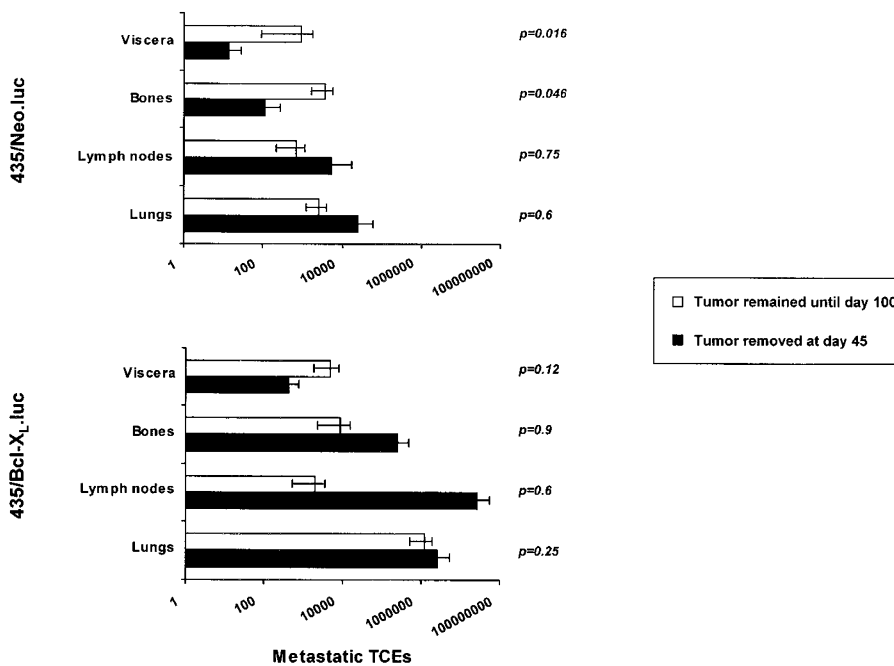 435/Neo.luc
Viscera
p=0.016
Bones
p=0.046
Lymph nodes
p=0.75
Lungs
p=0.6
1 100 10000 1000000 100000000
Tumor remained until day 100
Tumor removed at day 45
435/Bcl-XL.luc
Viscera
p=0.12
Bones
p=0.9
Lymph nodes
p=0.6
Lungs
p=0.25
1 100 10000 1000000 100000000
Metastatic TCEs